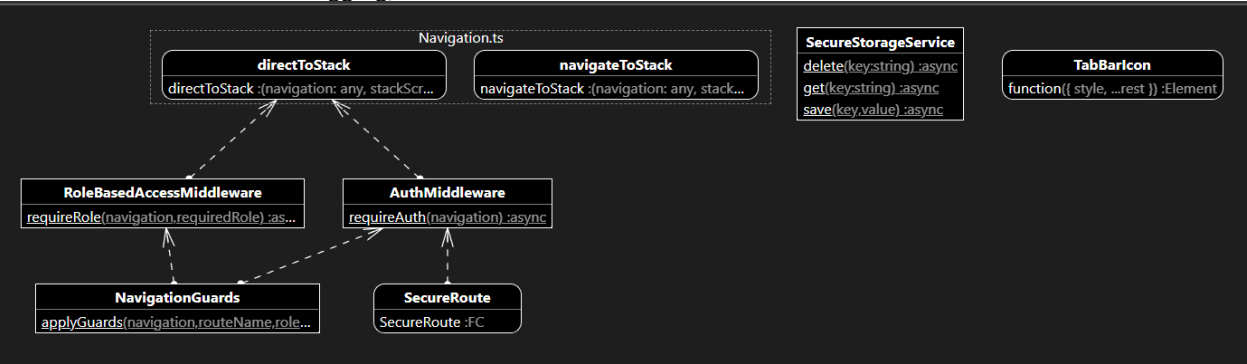 Navigation.ts
directToStack
directToStack :(navigation: any, stackScr...
navigateToStack
navigateToStack :(navigation: any, stack...
SecureStorageService
delete(key:string) :async
get(key:string) :async
save(key,value) :async
TabBarIcon
function({ style, ...rest }) :Element
RoleBasedAccessMiddleware
requireRole(navigation,requiredRole) :as...
AuthMiddleware
requireAuth(navigation) :async
NavigationGuards
applyGuards(navigation,routeName,role...
SecureRoute
SecureRoute :FC